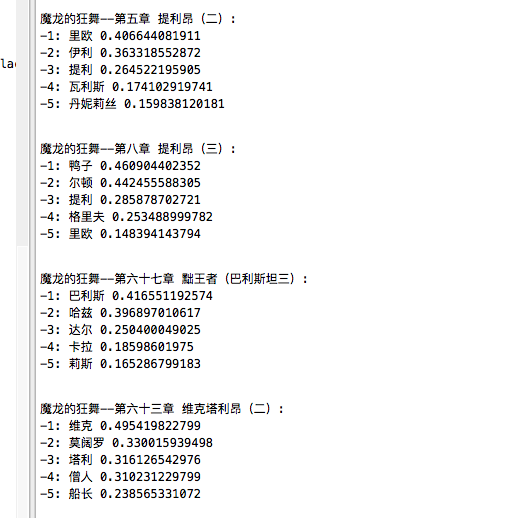 魔龙的狂舞--第五章 提利昂（二）:
-1: 里欧 0.406644081911
-2: 伊利 0.363318552872
-3: 提利 0.264522195905
-4: 瓦利斯 0.174102919741
-5: 丹妮莉丝 0.159838120181
lac
魔龙的狂舞--第八章 提利昂（三）:
-1: 鸭子 0.460904402352
-2: 尔顿 0.442455588305
-3: 提利 0.285878702721
-4: 格里夫 0.253488999782
-5: 里欧 0.148394143794
魔龙的狂舞--第六十七章 黜王者（巴利斯坦三）:
-1: 巴利斯 0.416551192574
-2: 哈兹 0.396897010617
-3: 达尔 0.250400049025
-4: 卡拉 0.18598601975
-5: 莉斯 0.165286799183
魔龙的狂舞--第六十三章 维克塔利昂（二）:
-1: 维克 0.495419822799
-2: 莫阔罗 0.330015939498
-3: 塔利 0.316126542976
-4: 僧人 0.310231229799
-5: 船长 0.238565331072